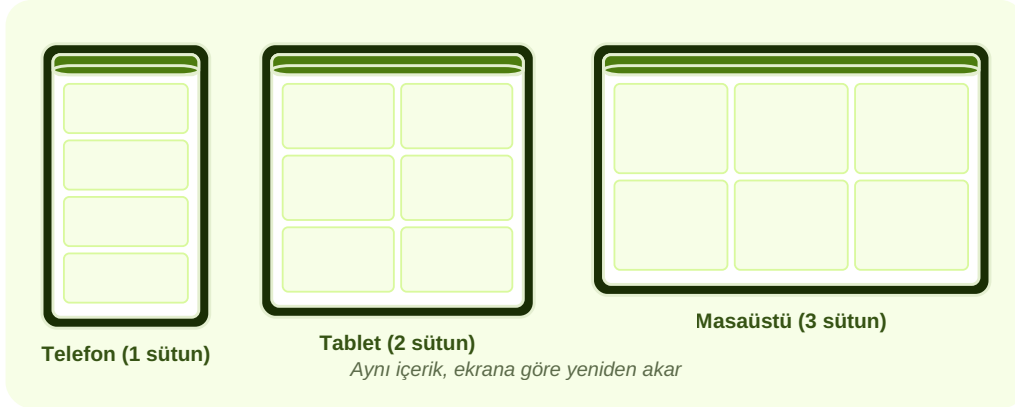 Telefon (1 sütun)
Tablet (2 sütun)
Masaüstü (3 sütun)
Aynı içerik, ekrana göre yeniden akar